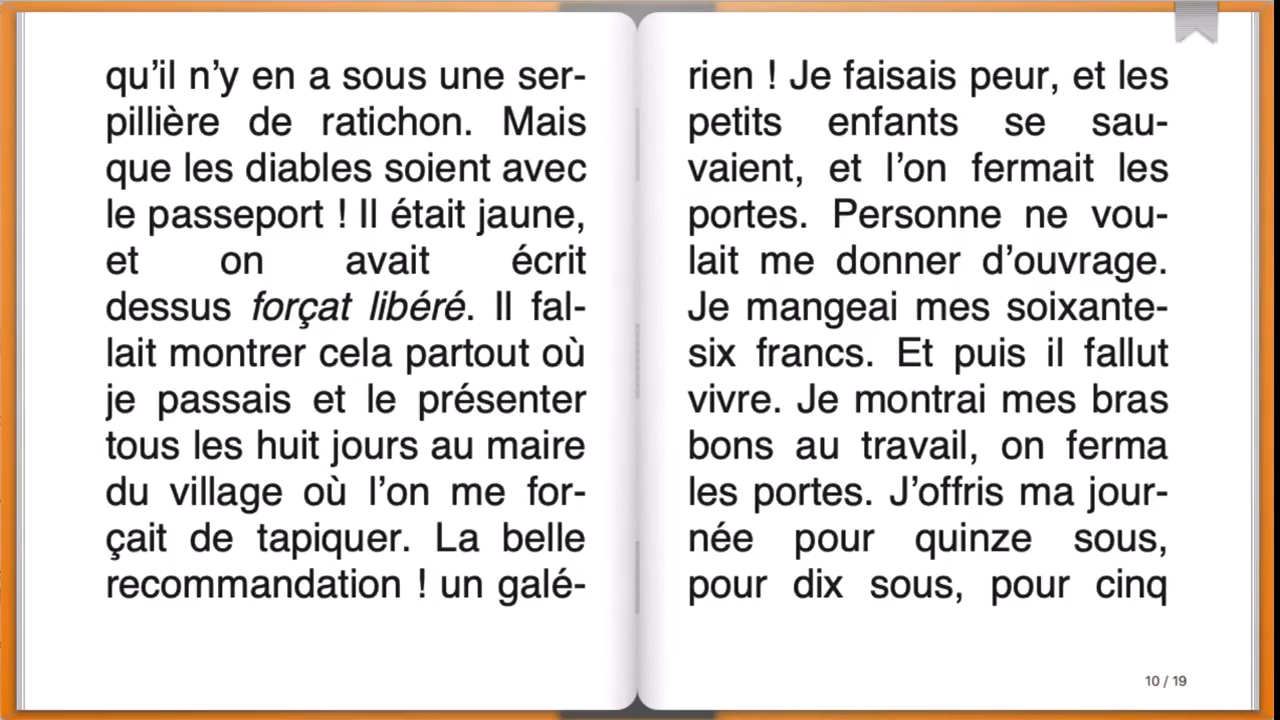 qu’il n’y en a sous une ser-
pillière de ratichon. Mais
que les diables soient avec
le passeport ! Il était jaune,
et on avait écrit
dessus forçat libéré. Il fal-
lait montrer cela partout où
je passais et le présenter
tous les huit jours au maire
du village où l’on me for-
çait de tapiquer. La belle
recommandation ! un galé-
rien ! Je faisais peur, et les
petits enfants se sau-
vaient, et l’on fermait les
portes. Personne ne vou-
lait me donner d’ouvrage.
Je mangeai mes soixante-
six francs. Et puis il fallut
vivre. Je montrai mes bras
bons au travail, on ferma
les portes. J’offris ma jour-
née pour quinze sous,
pour dix sous, pour cinq
10 / 19